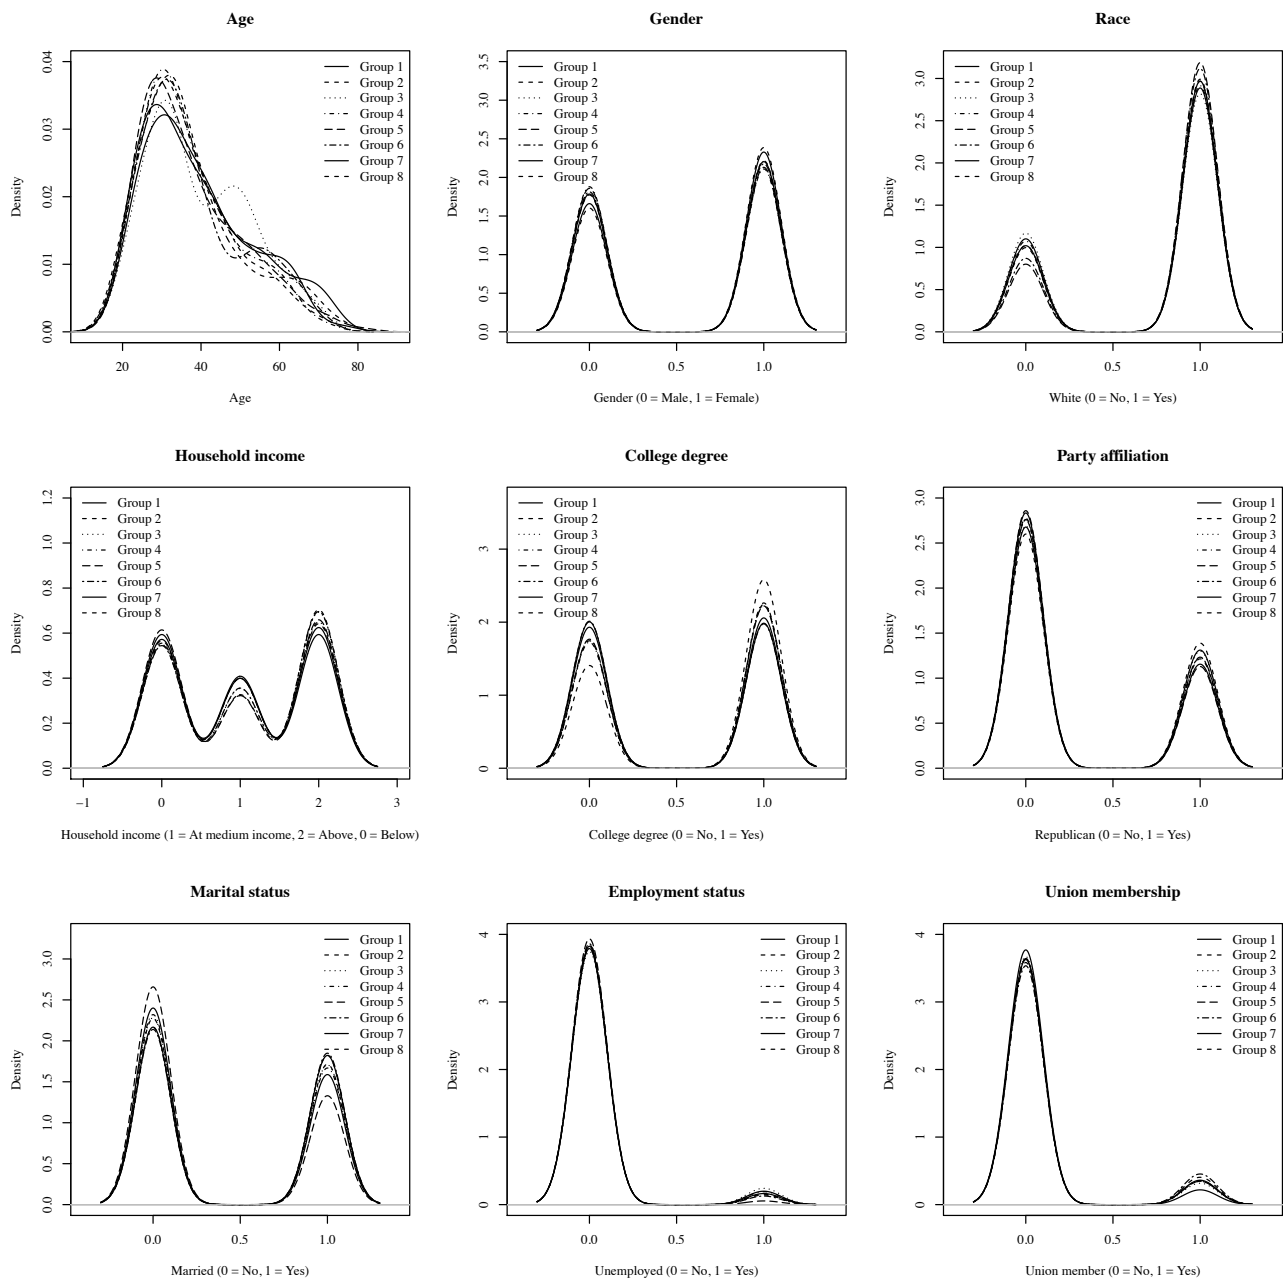 Age
Density
0.00 0.01 0.02 0.03 0.04
Group 1
Group 2
Group 3
Group 4
Group 5
Group 6
Group 7
Group 8
20 40 60 80
Age
Gender
Density
0.0 0.5 1.0 1.5 2.0 2.5 3.0 3.5
Group 1
Group 2
Group 3
Group 4
Group 5
Group 6
Group 7
Group 8
0.0 0.5 1.0
Gender (0 = Male, 1 = Female)
Race
Density
0.0 0.5 1.0 1.5 2.0 2.5 3.0
Group 1
Group 2
Group 3
Group 4
Group 5
Group 6
Group 7
Group 8
0.0 0.5 1.0
White (0 = No, 1 = Yes)
Household income
Density
0.0 0.2 0.4 0.6 0.8 1.0 1.2
Group 1
Group 2
Group 3
Group 4
Group 5
Group 6
Group 7
Group 8
−1 0 1 2 3
Household income (1 = At medium income, 2 = Above, 0 = Below)
College degree
Density
0 1 2 3
Group 1
Group 2
Group 3
Group 4
Group 5
Group 6
Group 7
Group 8
0.0 0.5 1.0
College degree (0 = No, 1 = Yes)
Party affiliation
Density
0.0 0.5 1.0 1.5 2.0 2.5 3.0
Group 1
Group 2
Group 3
Group 4
Group 5
Group 6
Group 7
Group 8
0.0 0.5 1.0
Republican (0 = No, 1 = Yes)
Marital status
Density
0.0 0.5 1.0 1.5 2.0 2.5 3.0
Group 1
Group 2
Group 3
Group 4
Group 5
Group 6
Group 7
Group 8
0.0 0.5 1.0
Married (0 = No, 1 = Yes)
Employment status
Density
0 1 2 3 4
Group 1
Group 2
Group 3
Group 4
Group 5
Group 6
Group 7
Group 8
0.0 0.5 1.0
Unemployed (0 = No, 1 = Yes)
Union membership
Density
0 1 2 3 4
Group 1
Group 2
Group 3
Group 4
Group 5
Group 6
Group 7
Group 8
0.0 0.5 1.0
Union member (0 = No, 1 = Yes)